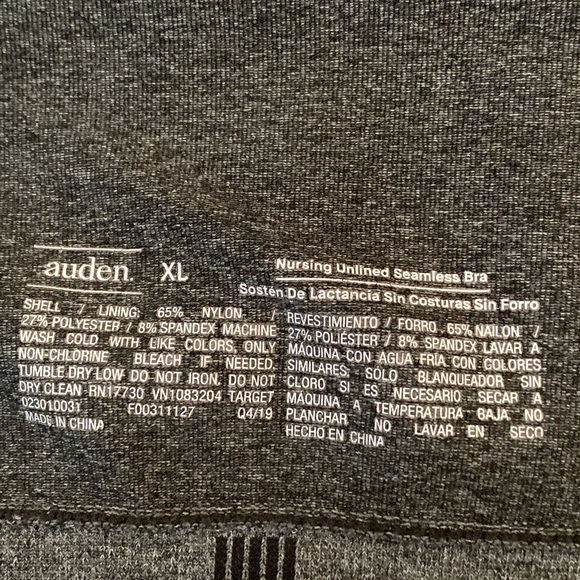 auden. XL
SHELL / LINING: 65% NYLON /
27% POLYESTER / 8% SPANDEX MACHINE
WASH COLD WITH LIKE COLORS, ONLY
NON-CHLORINE BLEACH IF NEEDED.
TUMBLE DRY LOW DO NOT IRON. DO NOT
DRY CLEAN RN17730 VN1083204 TARGET
023010031 F00311127 Q4/19
MADE IN CHINA
Nursing Unlined Seamless Bra
Sostén De Lactancia Sin Costuras Sin Forro
REVESTIMIENTO / FORRO: 65% NAILON /
27% POLIÉSTER / 8% SPANDEX LAVAR A
MÁQUINA CON AGUA FRÍA CON COLORES
SIMILARES. SÓLO BLANQUEADOR SIN
CLORO SI ES NECESARIO SECAR A
MÁQUINA A TEMPERATURA BAJA NO
PLANCHAR. NO LAVAR EN SECO
HECHO EN CHINA